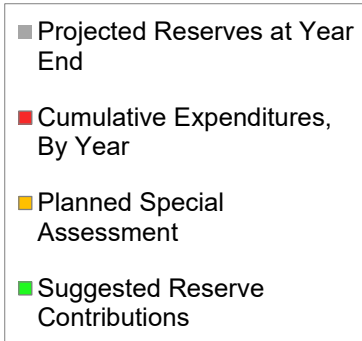 Projected Reserves at Year
End
Cumulative Expenditures,
By Year
Planned Special
Assessment
Suggested Reserve
Contributions